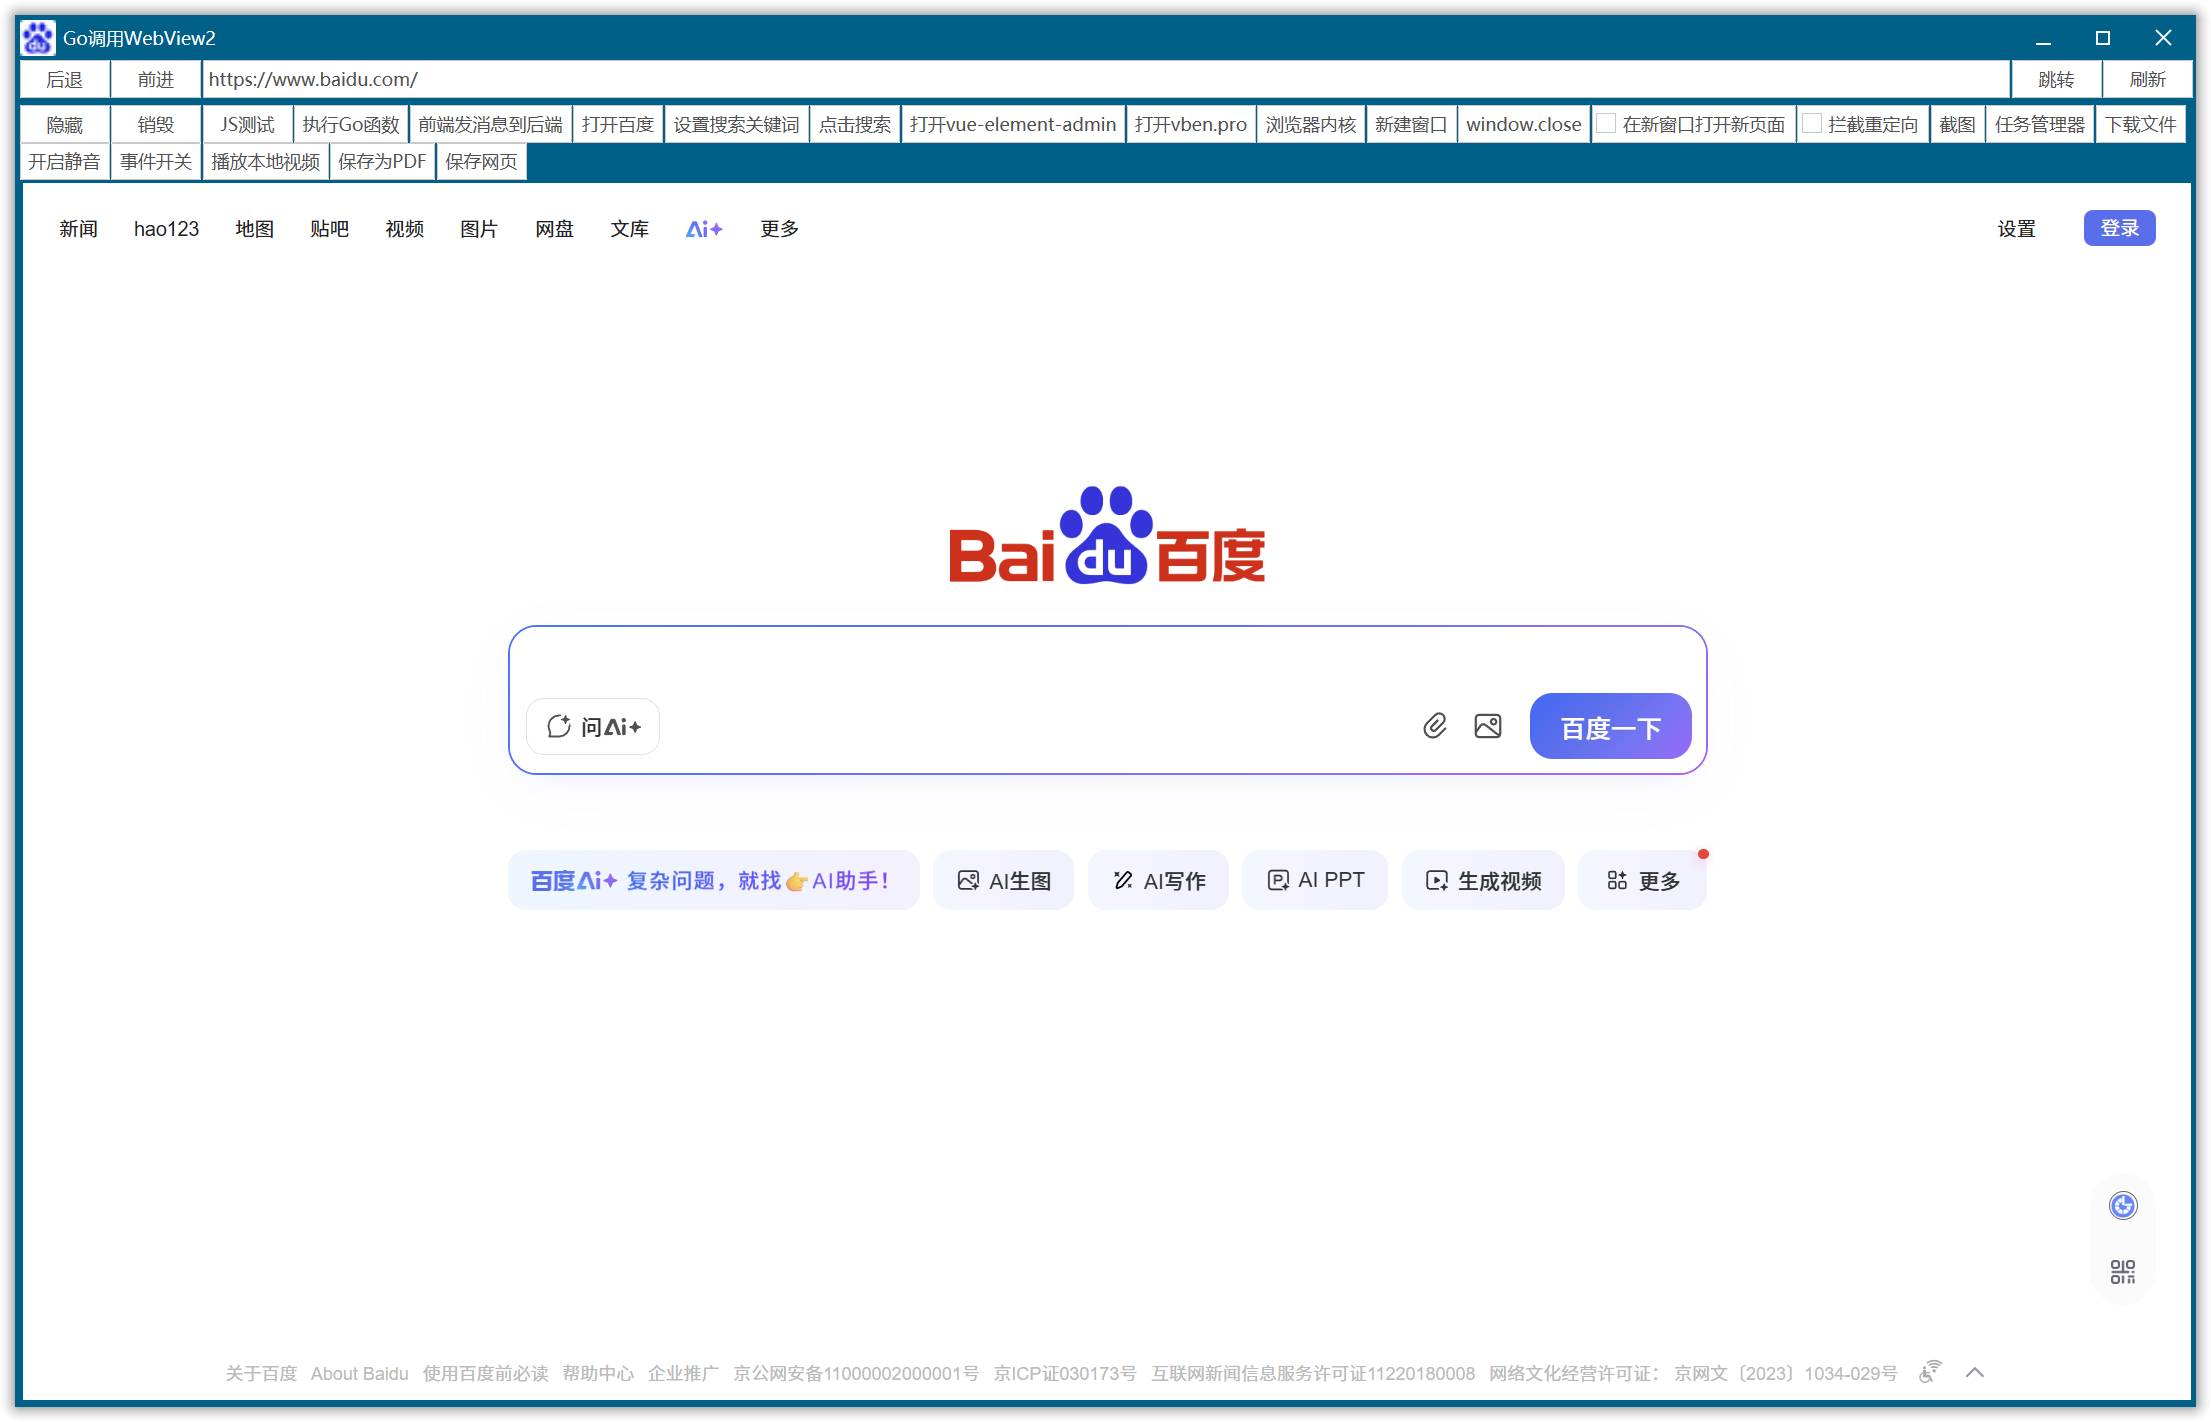 du Go调用WebView2
后退 前进 https://www.baidu.com/ 跳转 刷新
隐藏 销毁 JS测试 执行Go函数 前端发消息到后端 打开百度 设置搜索关键词 点击搜索 打开vue-element-admin 打开vben.pro 浏览器内核 新建窗口 window.close 在新窗口打开新页面 拦截重定向 截图 任务管理器 下载文件
开启静音 事件开关 播放本地视频 保存为PDF 保存网页
新闻 hao123 地图 贴吧 视频 图片 网盘 文库 Ai+ 更多 设置 登录
Bai du 百度
问Ai+ 百度一下
百度Ai+ 复杂问题，就找👉AI助手！ AI生图 AI写作 AI PPT 生成视频 更多
关于百度 About Baidu 使用百度前必读 帮助中心 企业推广 京公网安备11000002000001号 京ICP证030173号 互联网新闻信息服务许可证11220180008 网络文化经营许可证： 京网文〔2023〕1034-029号